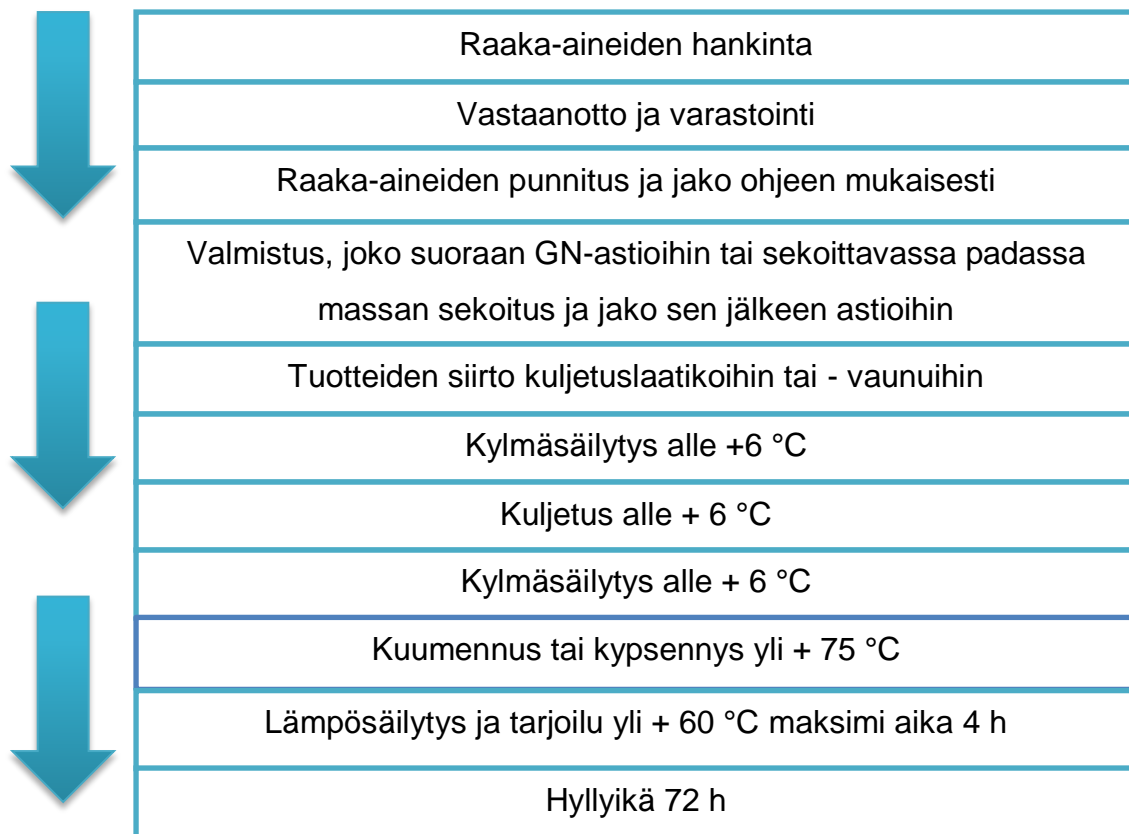 Raaka-aineiden hankinta
Vastaanotto ja varastointi
Raaka-aineiden punnitus ja jako ohjeen mukaisesti
Valmistus, joko suoraan GN-astioihin tai sekoittavassa padassa
massan sekoitus ja jako sen jälkeen astioihin
Tuotteiden siirto kuljetuslaatikoihin tai - vaunuihin
Kylmäsäilytys alle +6 °C
Kuljetus alle + 6 °C
Kylmäsäilytys alle + 6 °C
Kuumennus tai kypsennys yli + 75 °C
Lämpösäilytys ja tarjoilu yli + 60 °C maksimi aika 4 h
Hyllyikä 72 h